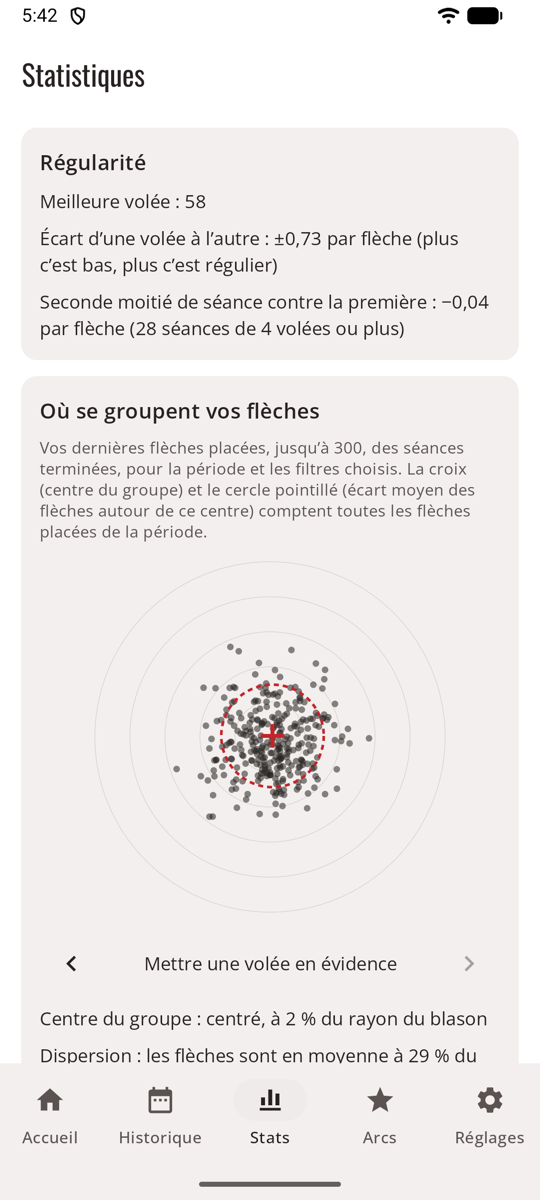 5:42
Statistiques
Régularité
Meilleure volée : 58
Écart d’une volée à l’autre : ±0,73 par flèche (plus
c’est bas, plus c’est régulier)
Seconde moitié de séance contre la première : −0,04
par flèche (28 séances de 4 volées ou plus)
Où se groupent vos flèches
Vos dernières flèches placées, jusqu’à 300, des séances
terminées, pour la période et les filtres choisis. La croix
(centre du groupe) et le cercle pointillé (écart moyen des
flèches autour de ce centre) comptent toutes les flèches
placées de la période.
Mettre une volée en évidence
Centre du groupe : centré, à 2 % du rayon du blason
Dispersion : les flèches sont en moyenne à 29 % du
Accueil
Historique
Stats
Arcs
Réglages